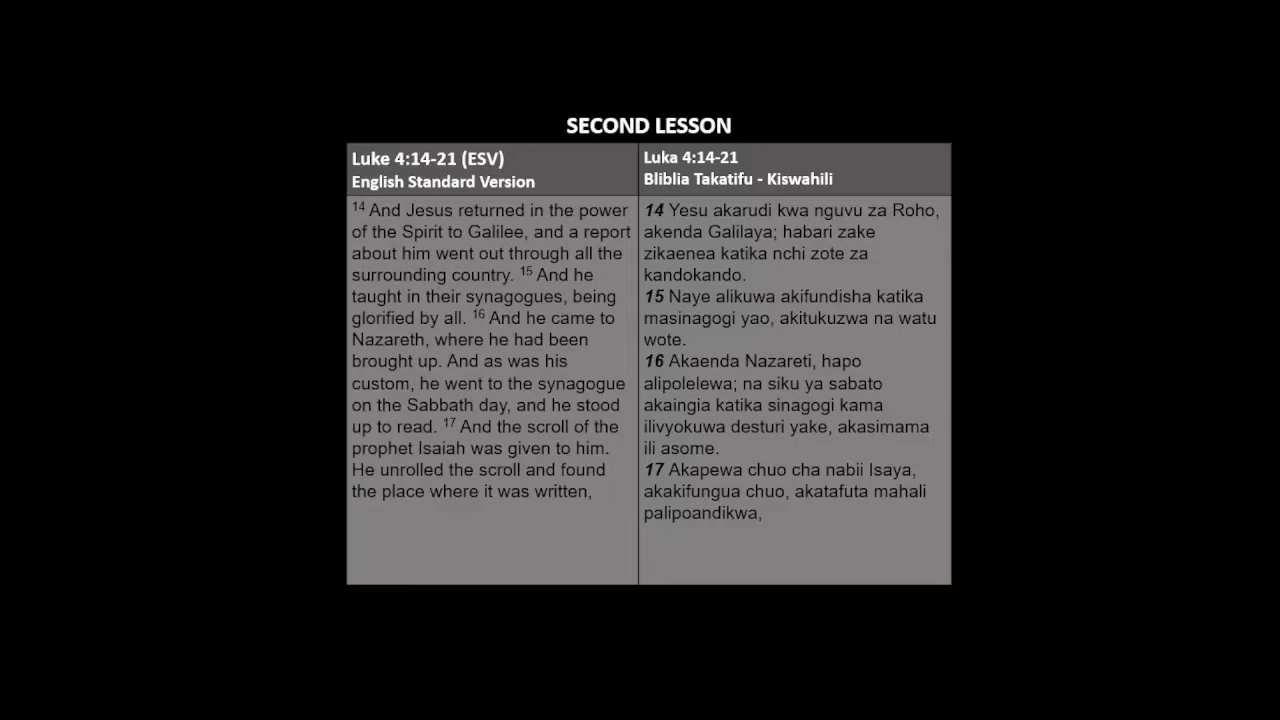 SECOND LESSON
Luke 4:14-21 (ESV)
English Standard Version
14 And Jesus returned in the power
of the Spirit to Galilee, and a report
about him went out through all the
surrounding country. 15 And he
taught in their synagogues, being
glorified by all. 16 And he came to
Nazareth, where he had been
brought up. And as was his
custom, he went to the synagogue
on the Sabbath day, and he stood
up to read. 17 And the scroll of the
prophet Isaiah was given to him.
He unrolled the scroll and found
the place where it was written,
Luka 4:14-21
Bliblia Takatifu - Kiswahili
14 Yesu akarudi kwa nguvu za Roho,
akenda Galilaya; habari zake
zikaenea katika nchi zote za
kandokando.
15 Naye alikuwa akifundisha katika
masinagogi yao, akitukuzwa na watu
wote.
16 Akaenda Nazareti, hapo
alipolelewa; na siku ya sabato
akaingia katika sinagogi kama
ilivyokuwa desturi yake, akasimama
ili asome.
17 Akapewa chuo cha nabii Isaya,
akakifungua chuo, akatafuta mahali
palipoandikwa,